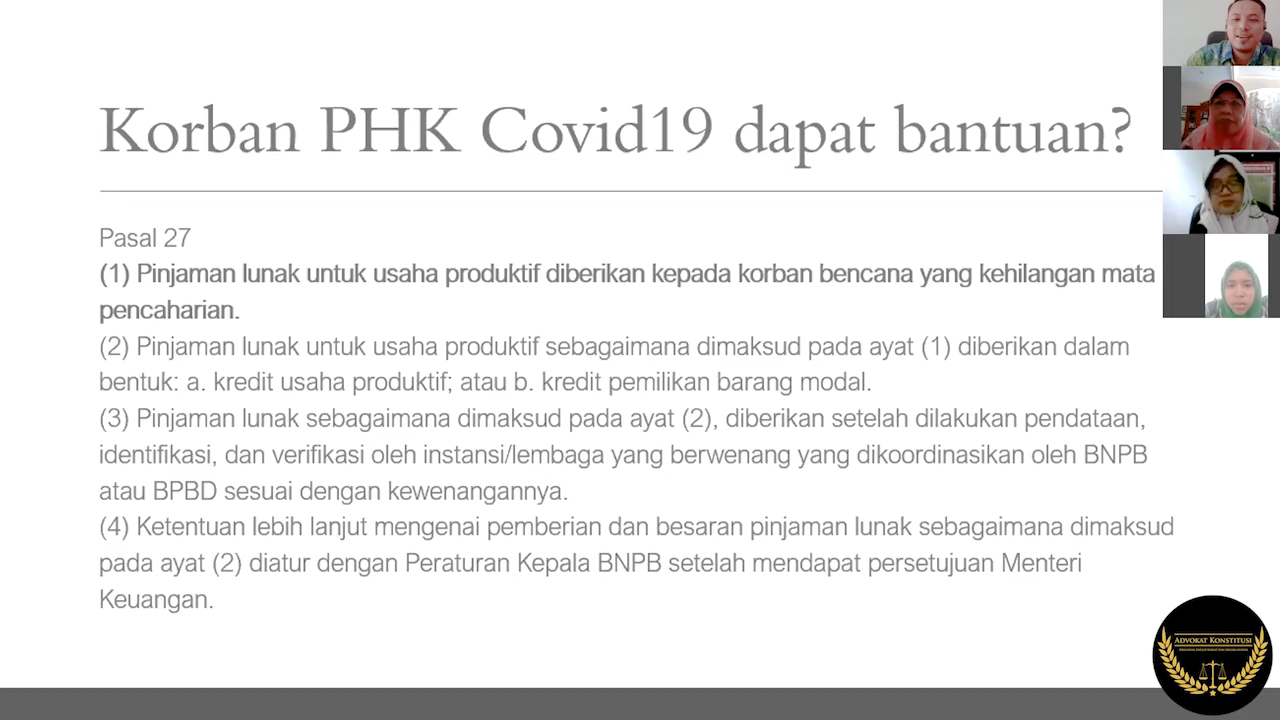 Korban PHK Covid19 dapat bantuan?
Pasal 27
(1) Pinjaman lunak untuk usaha produktif diberikan kepada korban bencana yang kehilangan mata
pencaharian.
(2) Pinjaman lunak untuk usaha produktif sebagaimana dimaksud pada ayat (1) diberikan dalam
bentuk: a. kredit usaha produktif; atau b. kredit pemilikan barang modal.
(3) Pinjaman lunak sebagaimana dimaksud pada ayat (2), diberikan setelah dilakukan pendataan,
identifikasi, dan verifikasi oleh instansi/lembaga yang berwenang yang dikoordinasikan oleh BNPB
atau BPBD sesuai dengan kewenangannya.
(4) Ketentuan lebih lanjut mengenai pemberian dan besaran pinjaman lunak sebagaimana dimaksud
pada ayat (2) diatur dengan Peraturan Kepala BNPB setelah mendapat persetujuan Menteri
Keuangan.
ADVOKAT KONSTITUSI